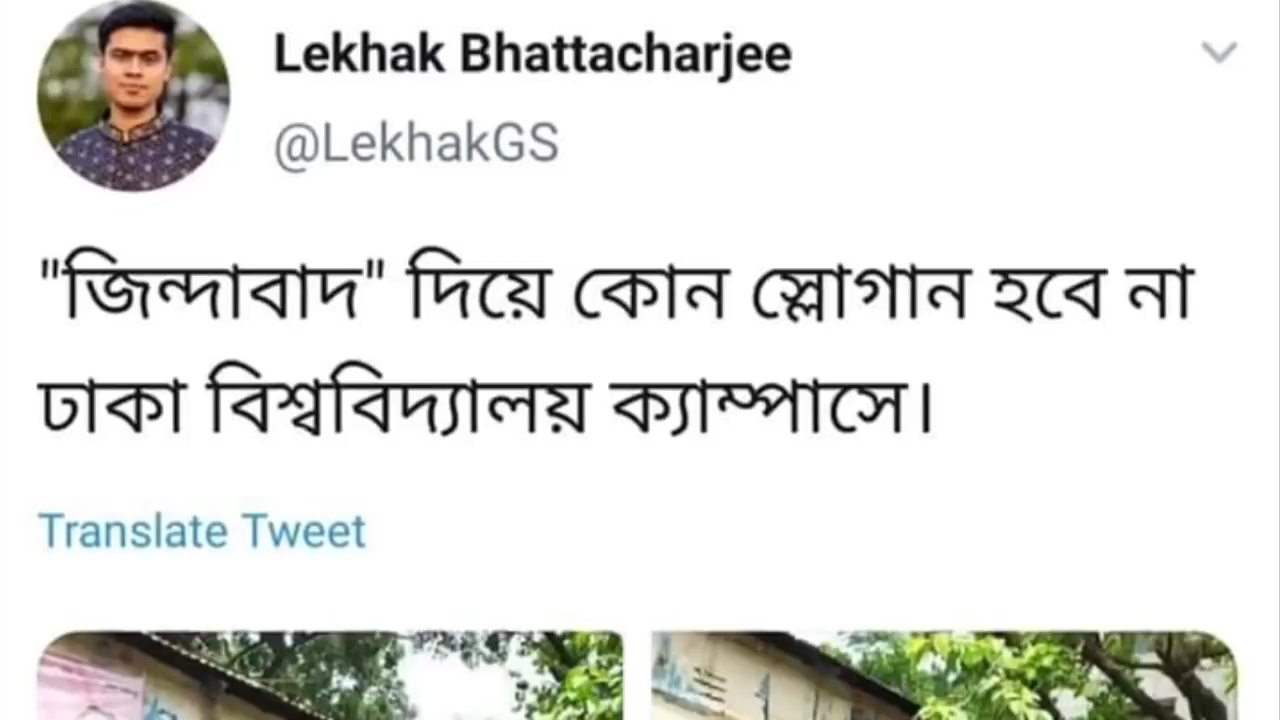 Lekhak Bhattacharjee
@LekhakGS
"জিন্দাবাদ" দিয়ে কোন স্লোগান হবে না
ঢাকা বিশ্ববিদ্যালয় ক্যাম্পাসে।
Translate Tweet